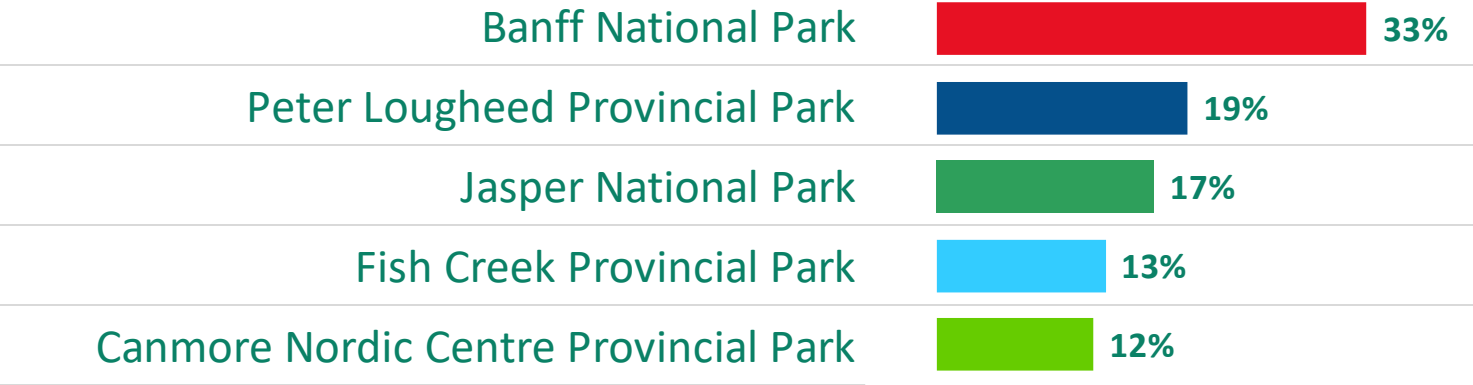 Banff National Park 33%
Peter Lougheed Provincial Park 19%
Jasper National Park 17%
Fish Creek Provincial Park 13%
Canmore Nordic Centre Provincial Park 12%